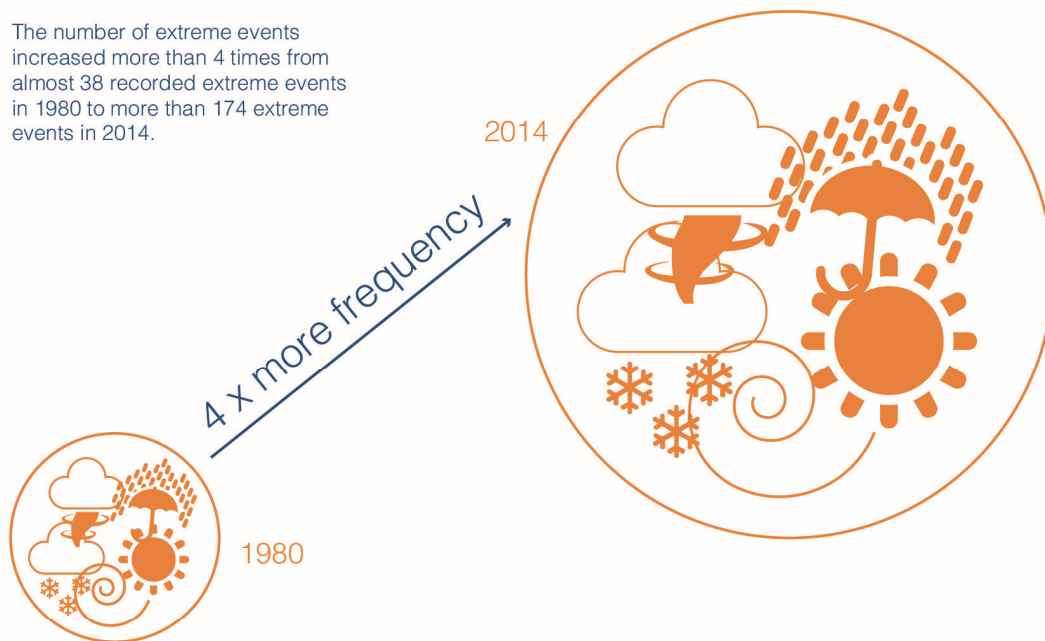 The number of extreme events
increased more than 4 times from
almost 38 recorded extreme events
in 1980 to more than 174 extreme
events in 2014.
2014
4 x more frequency
1980